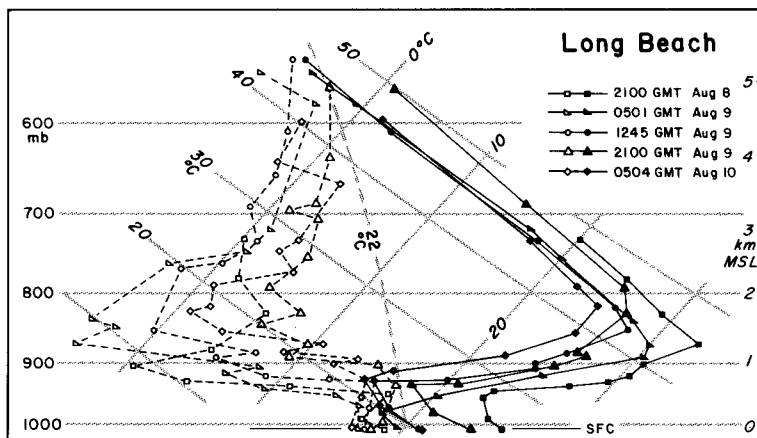 Long Beach
2100 GMT Aug 8
0501 GMT Aug 9
1245 GMT Aug 9
2100 GMT Aug 9
0504 GMT Aug 10
50
0°C
40
10
5
600
mb
4
30
°C
700
22
°C
3
km
MSL
20
800
2
20
900
1
1000
SFC
0